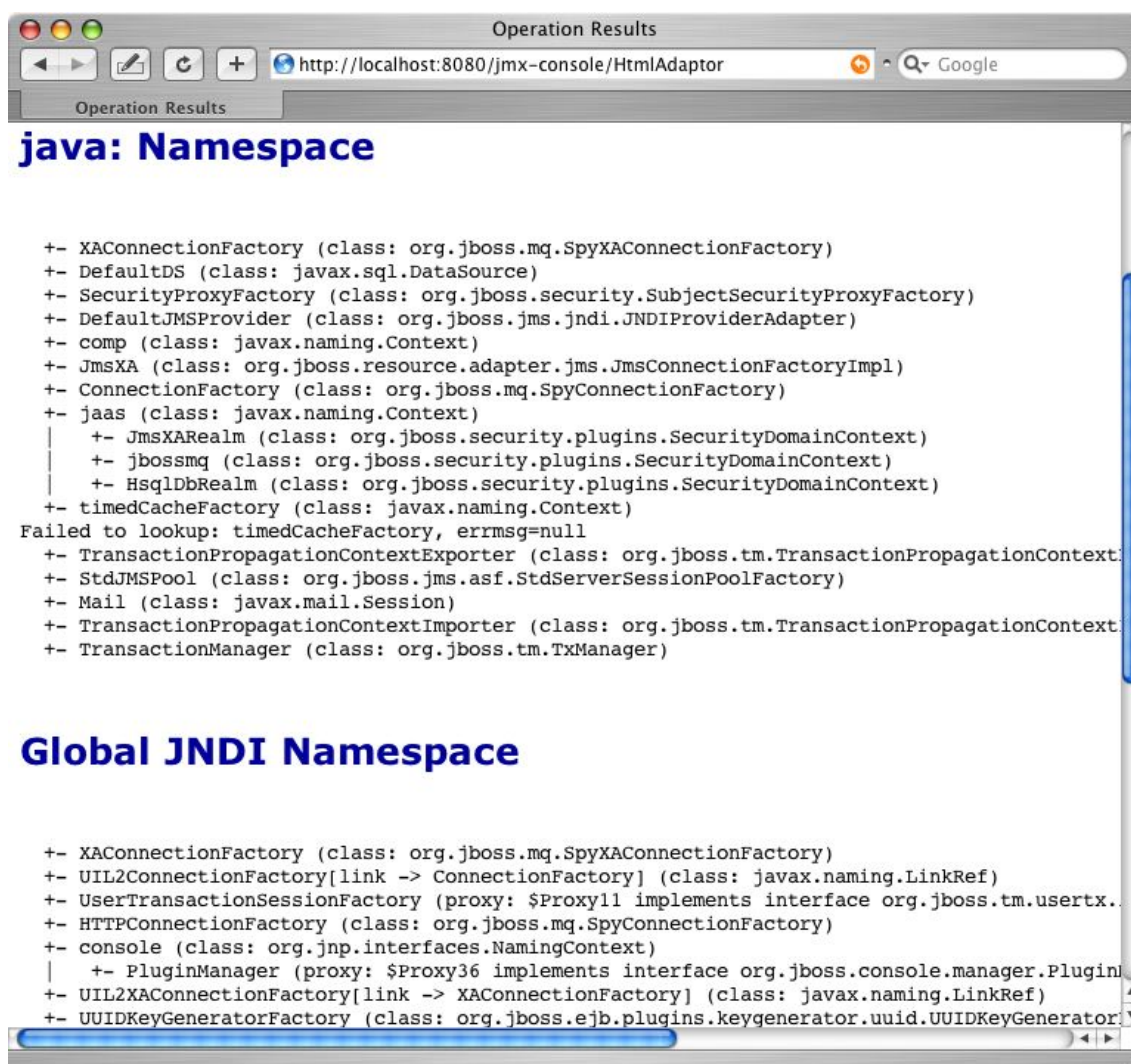 Operation Results
http://localhost:8080/jmx-console/HtmlAdaptor
Google
Operation Results
java: Namespace
+- XAConnectionFactory (class: org.jboss.mq.SpyXAConnectionFactory)
+- DefaultDS (class: javax.sql.DataSource)
+- SecurityProxyFactory (class: org.jboss.security.SubjectSecurityProxyFactory)
+- DefaultJMSProvider (class: org.jboss.jms.jndi.JNDIProviderAdapter)
+- comp (class: javax.naming.Context)
+- JmsXA (class: org.jboss.resource.adapter.jms.JmsConnectionFactoryImpl)
+- ConnectionFactory (class: org.jboss.mq.SpyConnectionFactory)
+- jaas (class: javax.naming.Context)
|   +- JmsXARealm (class: org.jboss.security.plugins.SecurityDomainContext)
|   +- jbossmq (class: org.jboss.security.plugins.SecurityDomainContext)
|   +- HsqlDbRealm (class: org.jboss.security.plugins.SecurityDomainContext)
+- timedCacheFactory (class: javax.naming.Context)
Failed to lookup: timedCacheFactory, errmsg=null
+- TransactionPropagationContextExporter (class: org.jboss.tm.TransactionPropagationContext
+- StdJMSPool (class: org.jboss.jms.asf.StdServerSessionPoolFactory)
+- Mail (class: javax.mail.Session)
+- TransactionPropagationContextImporter (class: org.jboss.tm.TransactionPropagationContext
+- TransactionManager (class: org.jboss.tm.TxManager)
Global JNDI Namespace
+- XAConnectionFactory (class: org.jboss.mq.SpyXAConnectionFactory)
+- UIL2ConnectionFactory[link -> ConnectionFactory] (class: javax.naming.LinkRef)
+- UserTransactionSessionFactory (proxy: $Proxy11 implements interface org.jboss.tm.usertx.
+- HTTPConnectionFactory (class: org.jboss.mq.SpyConnectionFactory)
+- console (class: org.jnp.interfaces.NamingContext)
|   +- PluginManager (proxy: $Proxy36 implements interface org.jboss.console.manager.Plugin
+- UIL2XAConnectionFactory[link -> XAConnectionFactory] (class: javax.naming.LinkRef)
+- UUIDKeyGeneratorFactory (class: org.jboss.ejb.plugins.keygenerator.uuid.UUIDKeyGenerator